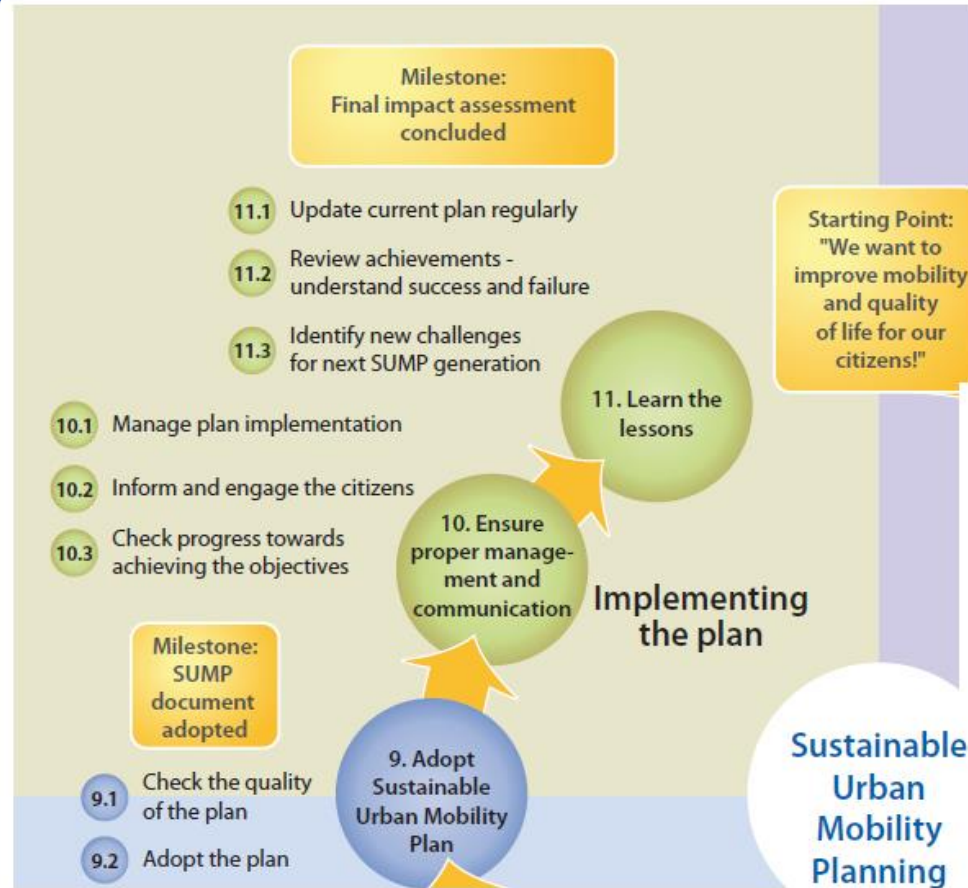 Milestone:
Final impact assessment
concluded
11.1 Update current plan regularly
11.2 Review achievements -
understand success and failure
11.3 Identify new challenges
for next SUMP generation
Starting Point:
"We want to
improve mobility
and quality
of life for our
citizens!"
11. Learn the
lessons
10.1 Manage plan implementation
10.2 Inform and engage the citizens
10.3 Check progress towards
achieving the objectives
10. Ensure
proper manage-
ment and
communication
Implementing
the plan
Milestone:
SUMP
document
adopted
9.1 Check the quality
of the plan
9.2 Adopt the plan
9. Adopt
Sustainable
Urban Mobility
Plan
Sustainable
Urban
Mobility
Planning